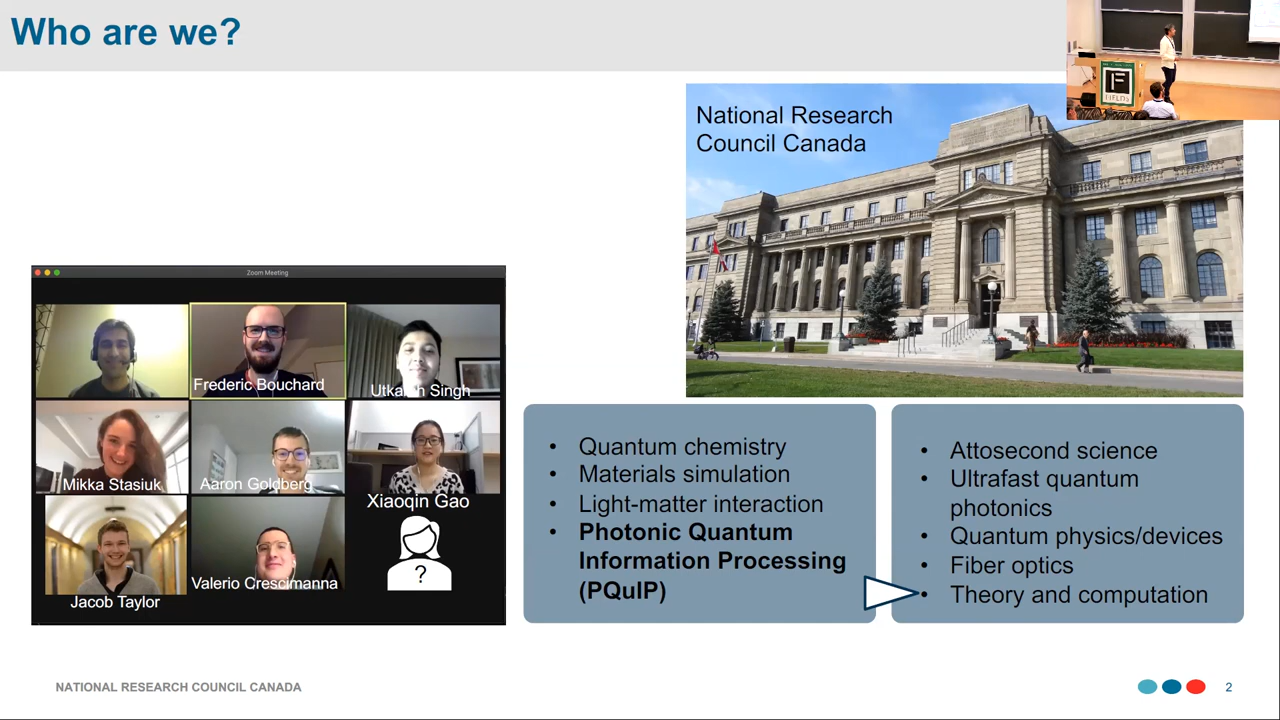 Who are we?
National Research
Council Canada
Zoom Meeting
Frederic Bouchard
Utkarsh Singh
Mikka Stasiuk
Aaron Goldberg
Xiaoqin Gao
Jacob Taylor
Valerio Crescimanna
?
• Quantum chemistry
• Materials simulation
• Light-matter interaction
• Photonic Quantum
Information Processing
(PQuIP)
• Attosecond science
• Ultrafast quantum
photonics
• Quantum physics/devices
• Fiber optics
• Theory and computation
NATIONAL RESEARCH COUNCIL CANADA
2